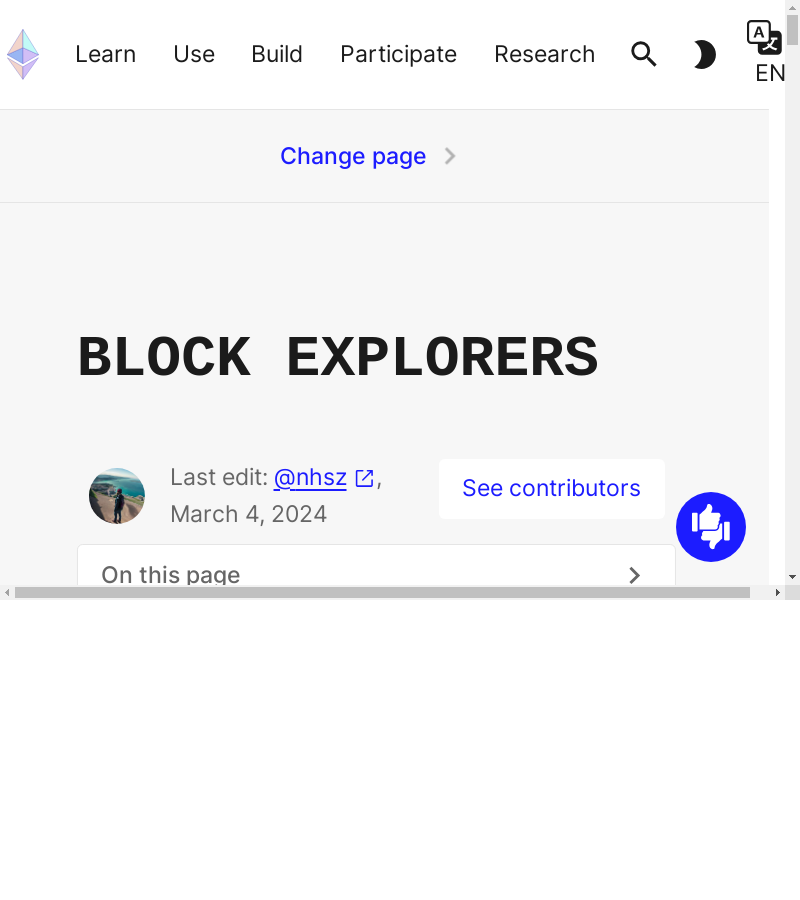 Learn Use Build Participate Research
EN
Change page
BLOCK EXPLORERS
Last edit: @nhsz ,
March 4, 2024
See contributors
On this page